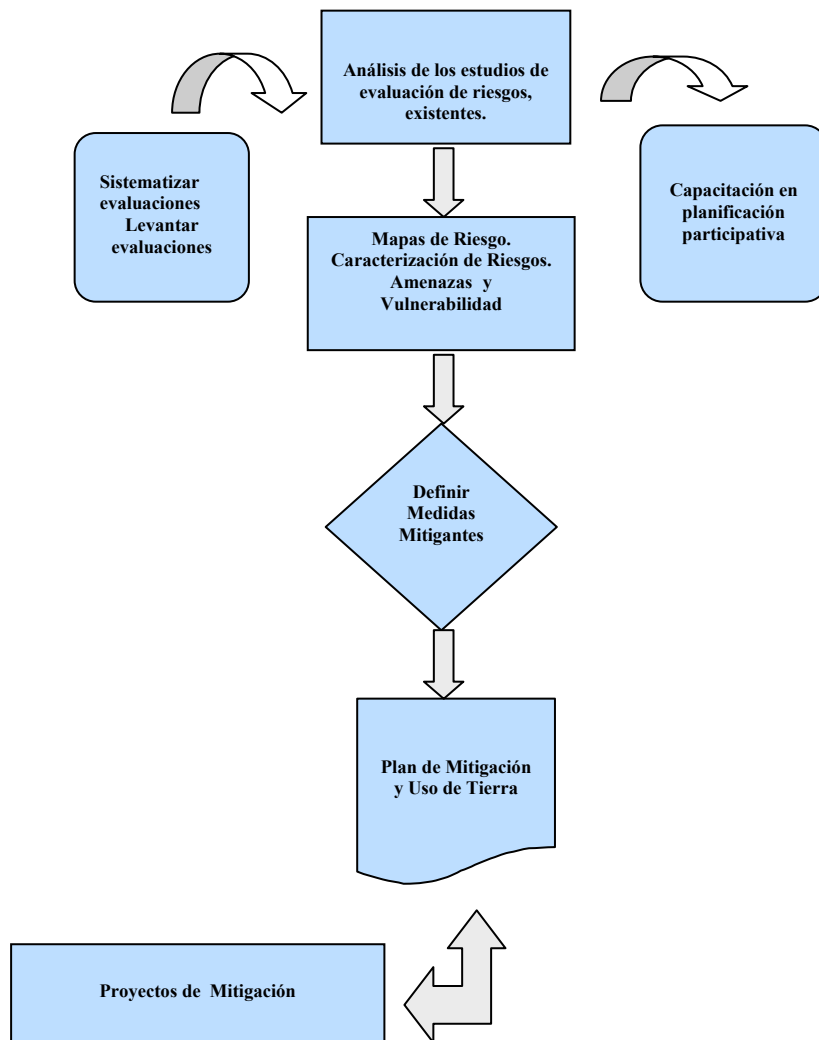 Análisis de los estudios de
evaluación de riesgos,
existentes.
Sistematizar
evaluaciones
Levantar
evaluaciones
Capacitación en
planificación
participativa
Mapas de Riesgo.
Caracterización de Riesgos.
Amenazas y
Vulnerabilidad
Definir
Medidas
Mitigantes
Plan de Mitigación
y Uso de Tierra
Proyectos de Mitigación